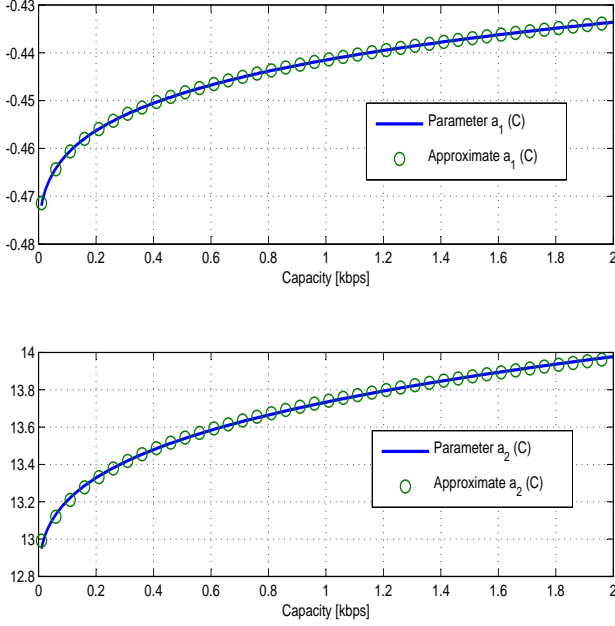 -0.43
-0.44
-0.45
-0.46
-0.47
-0.48
Parameter a1 (C)
Approximate a1 (C)
0 0.2 0.4 0.6 0.8 1 1.2 1.4 1.6 1.8 2
Capacity [kbps]
14
13.8
13.6
13.4
13.2
13
12.8
Parameter a2 (C)
Approximate a2 (C)
0 0.2 0.4 0.6 0.8 1 1.2 1.4 1.6 1.8 2
Capacity [kbps]